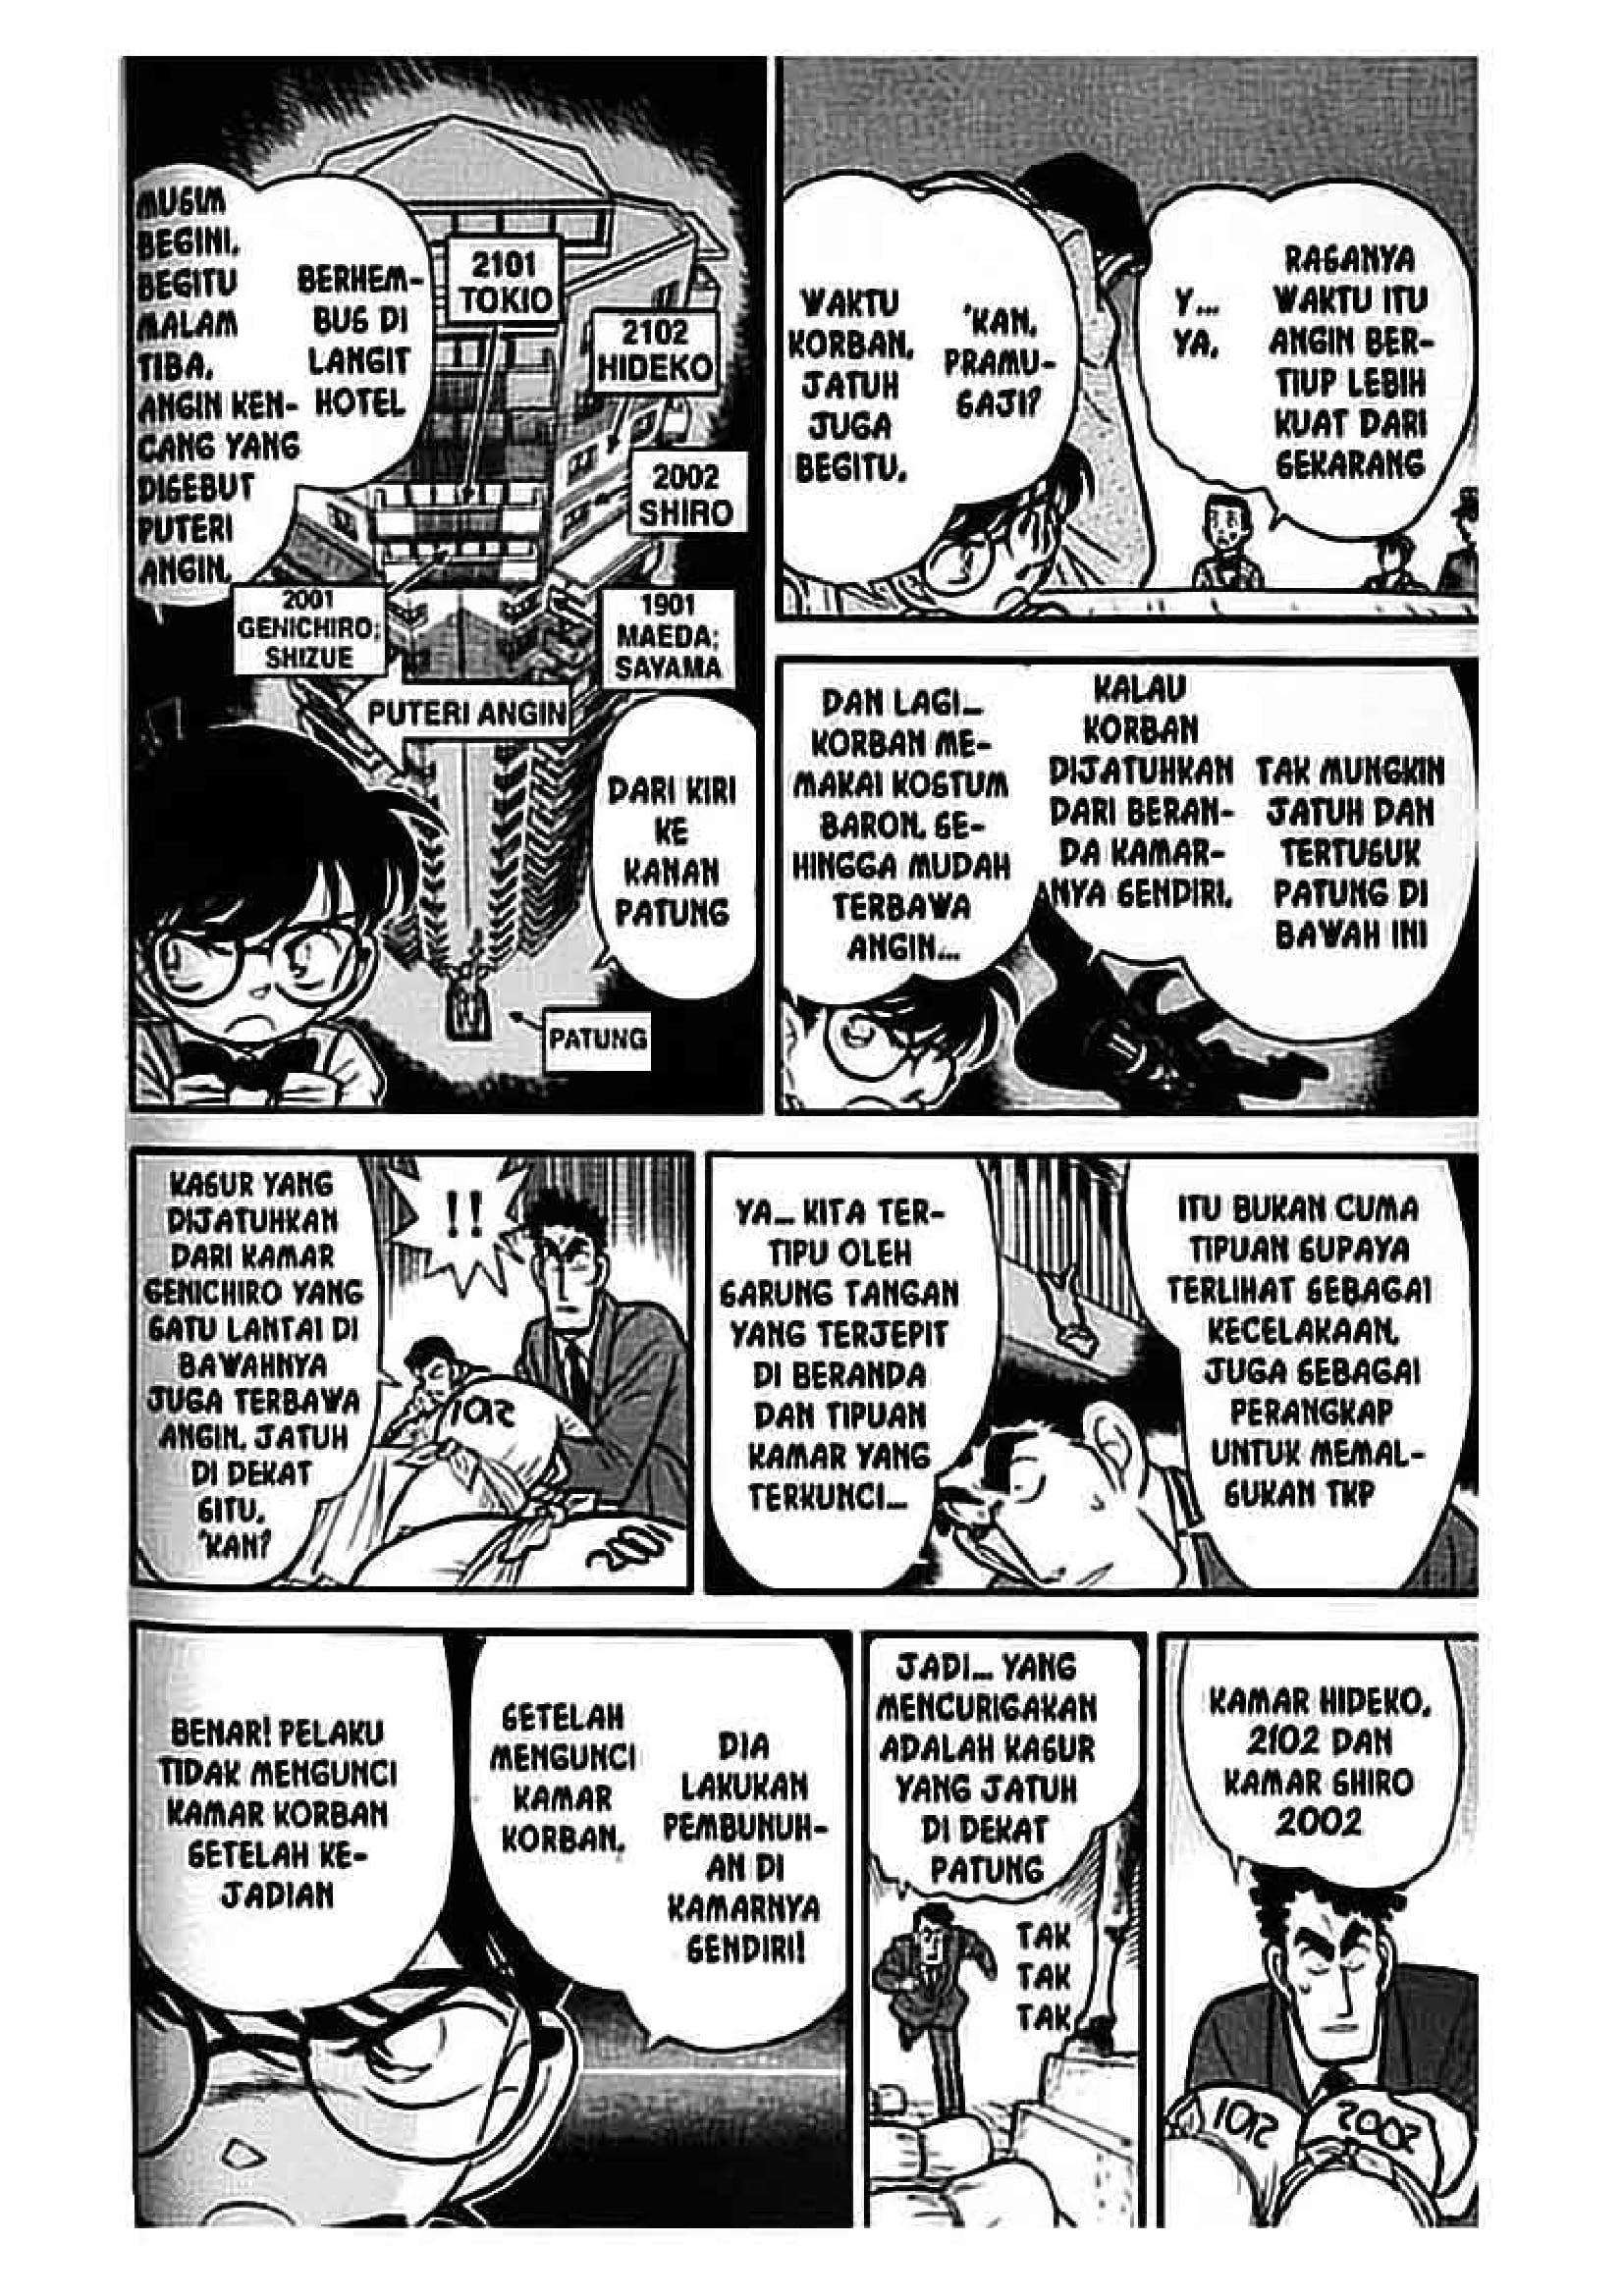 MUSIM
BEGINI,
BEGITU
MALAM
TIBA,
ANGIN KEN-
CANG YANG
DISEBUT
PUTERI
ANGIN,
BERHEM-
BUS DI
LANGIT
HOTEL
2101
TOKIO
2102
HIDEKO
2002
SHIRO
2001
GENICHIRO;
SHIZUE
1901
MAEDA;
SAYAMA
PUTERI ANGIN
DARI KIRI
KE
KANAN
PATUNG
PATUNG
WAKTU
KORBAN,
JATUH
JUGA
BEGITU,
'KAN,
PRAMU-
SAJI?
Y...
YA,
RASANYA
WAKTU ITU
ANGIN BER-
TIUP LEBIH
KUAT DARI
SEKARANG
DAN LAGI...
KORBAN ME-
MAKAI KOSTUM
BARON, SE-
HINGGA MUDAH
TERBAWA
ANGIN...
KALAU
KORBAN
DIJATUHKAN
DARI BERAN-
DA KAMAR-
NYA SENDIRI,
TAK MUNGKIN
JATUH DAN
TERTUSUK
PATUNG DI
BAWAH INI
KASUR YANG
DIJATUHKAN
DARI KAMAR
GENICHIRO YANG
SATU LANTAI DI
BAWAHNYA
JUGA TERBAWA
ANGIN, JATUH
DI DEKAT
SITU,
'KAN?
!!
2101
2001
YA... KITA TER-
TIPU OLEH
SARUNG TANGAN
YANG TERJEPIT
DI BERANDA
DAN TIPUAN
KAMAR YANG
TERKUNCI...
ITU BUKAN CUMA
TIPUAN SUPAYA
TERLIHAT SEBAGAI
KECELAKAAN,
JUGA SEBAGAI
PERANGKAP
UNTUK MEMAL-
SUKAN TKP
BENAR! PELAKU
TIDAK MENGUNCI
KAMAR KORBAN
SETELAH KE-
JADIAN
SETELAH
MENGUNCI
KAMAR
KORBAN,
DIA
LAKUKAN
PEMBUNUH-
AN DI
KAMARNYA
SENDIRI!
JADI... YANG
MENCURIGAKAN
ADALAH KASUR
YANG JATUH
DI DEKAT
PATUNG
TAK
TAK
TAK
KAMAR HIDEKO,
2102 DAN
KAMAR SHIRO
2002
2101
2002